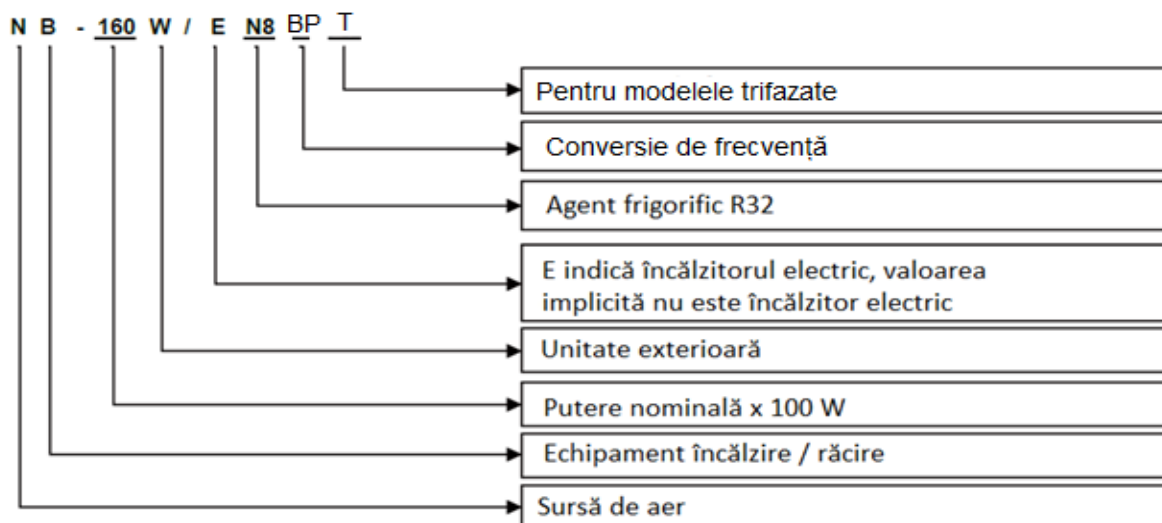 N B - 160 W / E N8 BP T
Pentru modelele trifazate
Conversie de frecvență
Agent frigorific R32
E indică încălzitorul electric, valoarea
implicită nu este încălzitor electric
Unitate exterioară
Putere nominală x 100 W
Echipament încălzire / răcire
Sursă de aer